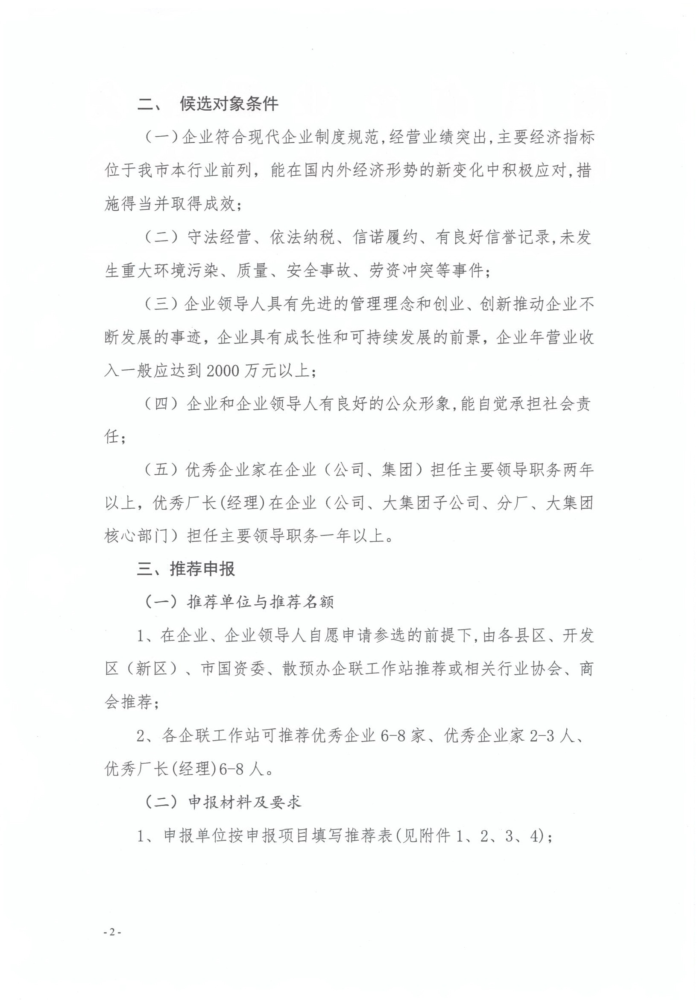 二、 候选对象条件
（一）企业符合现代企业制度规范,经营业绩突出,主要经济指标
位于我市本行业前列，能在国内外经济形势的新变化中积极应对,措
施得当并取得成效；
（二）守法经营、依法纳税、信诺履约、有良好信誉记录,未发
生重大环境污染、质量、安全事故、劳资冲突等事件；
（三）企业领导人具有先进的管理理念和创业、创新推动企业不
断发展的事迹，企业具有成长性和可持续发展的前景，企业年营业收
入一般应达到 2000 万元以上；
（四）企业和企业领导人有良好的公众形象,能自觉承担社会责
任；
（五）优秀企业家在企业（公司、集团）担任主要领导职务两年
以上，优秀厂长(经理)在企业（公司、大集团子公司、分厂、大集团
核心部门）担任主要领导职务一年以上。
三、推荐申报
（一）推荐单位与推荐名额
1、在企业、企业领导人自愿申请参选的前提下,由各县区、开发
区（新区）、市国资委、散预办企联工作站推荐或相关行业协会、商
会推荐；
2、各企联工作站可推荐优秀企业 6-8 家、优秀企业家 2-3 人、
优秀厂长(经理)6-8 人。
（二）申报材料及要求
1、申报单位按申报项目填写推荐表(见附件 1、2、3、4)；
- 2 -